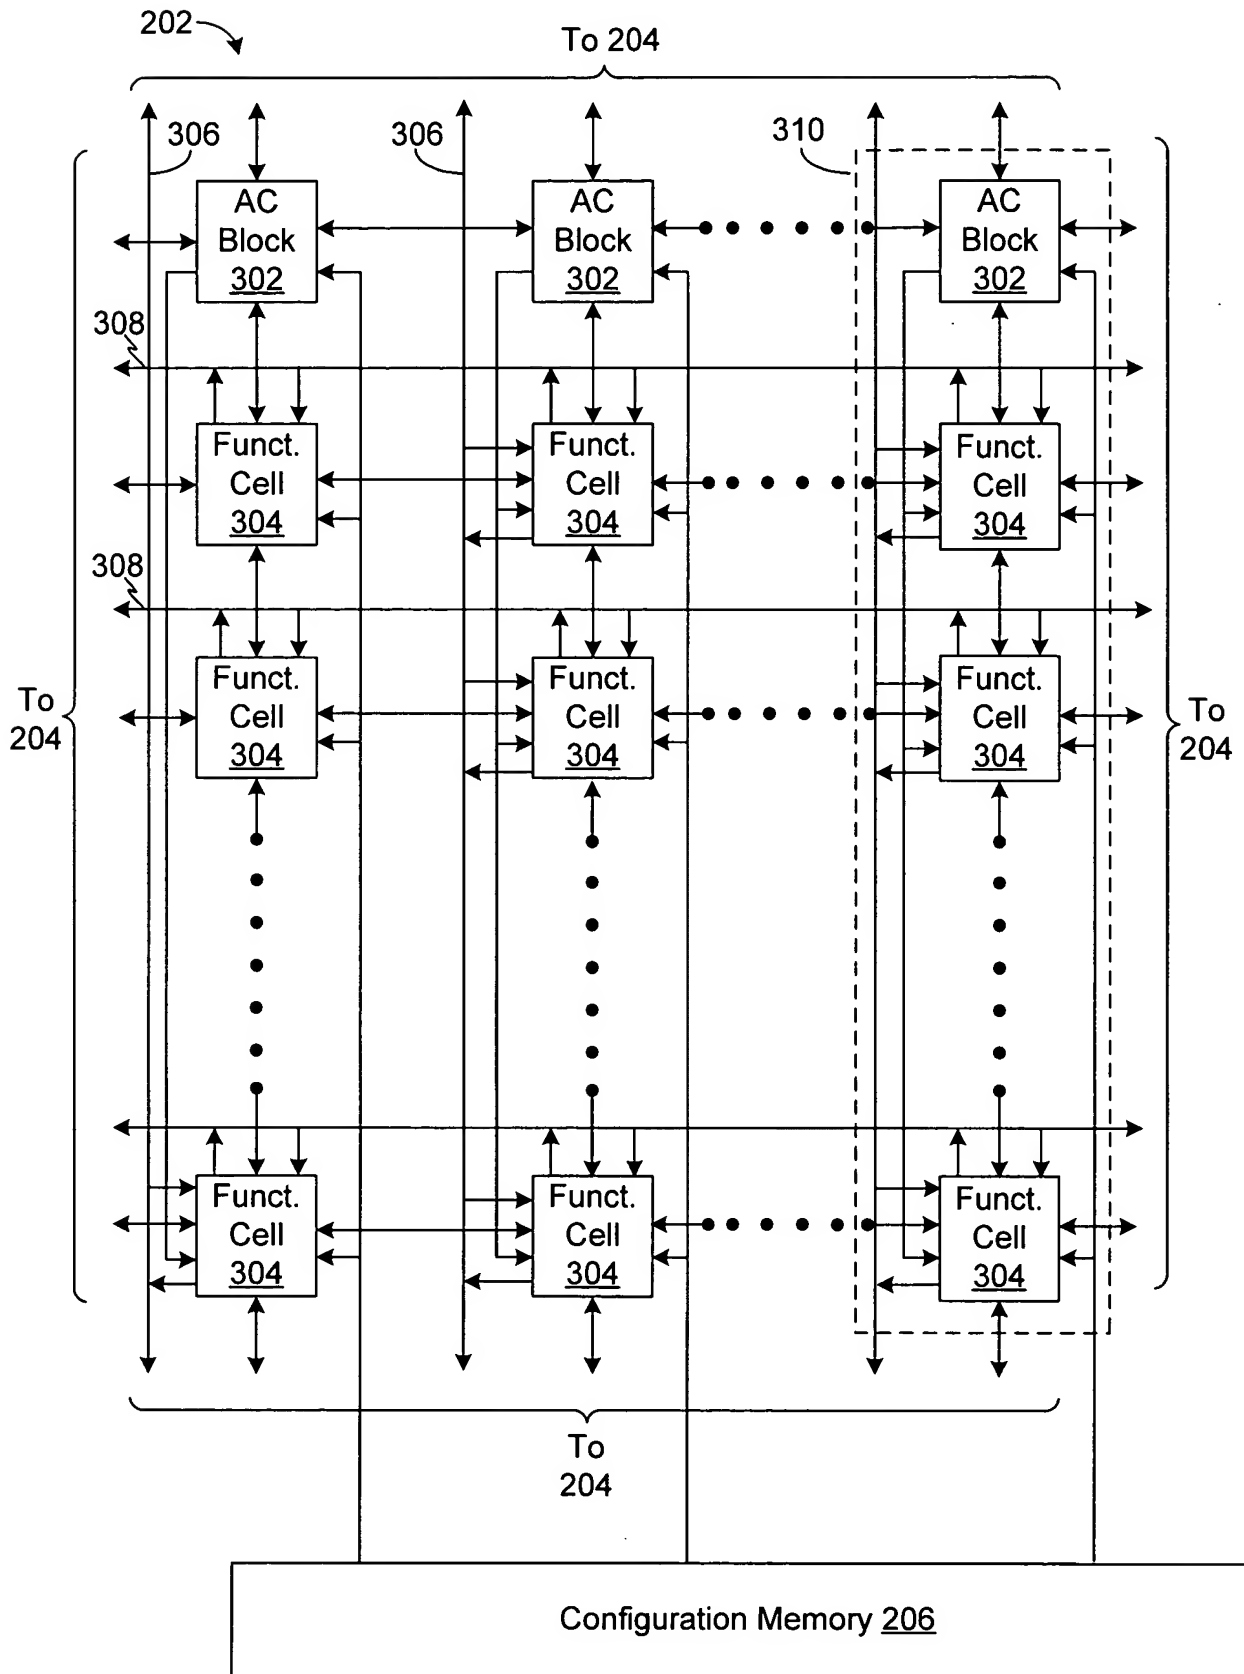 202
To 204
306
306
310
AC
Block
302
AC
Block
302
AC
Block
302
308
Funct.
Cell
304
Funct.
Cell
304
Funct.
Cell
304
308
Funct.
Cell
304
Funct.
Cell
304
Funct.
Cell
304
To
204
To
204
Funct.
Cell
304
Funct.
Cell
304
Funct.
Cell
304
To
204
Configuration Memory 206